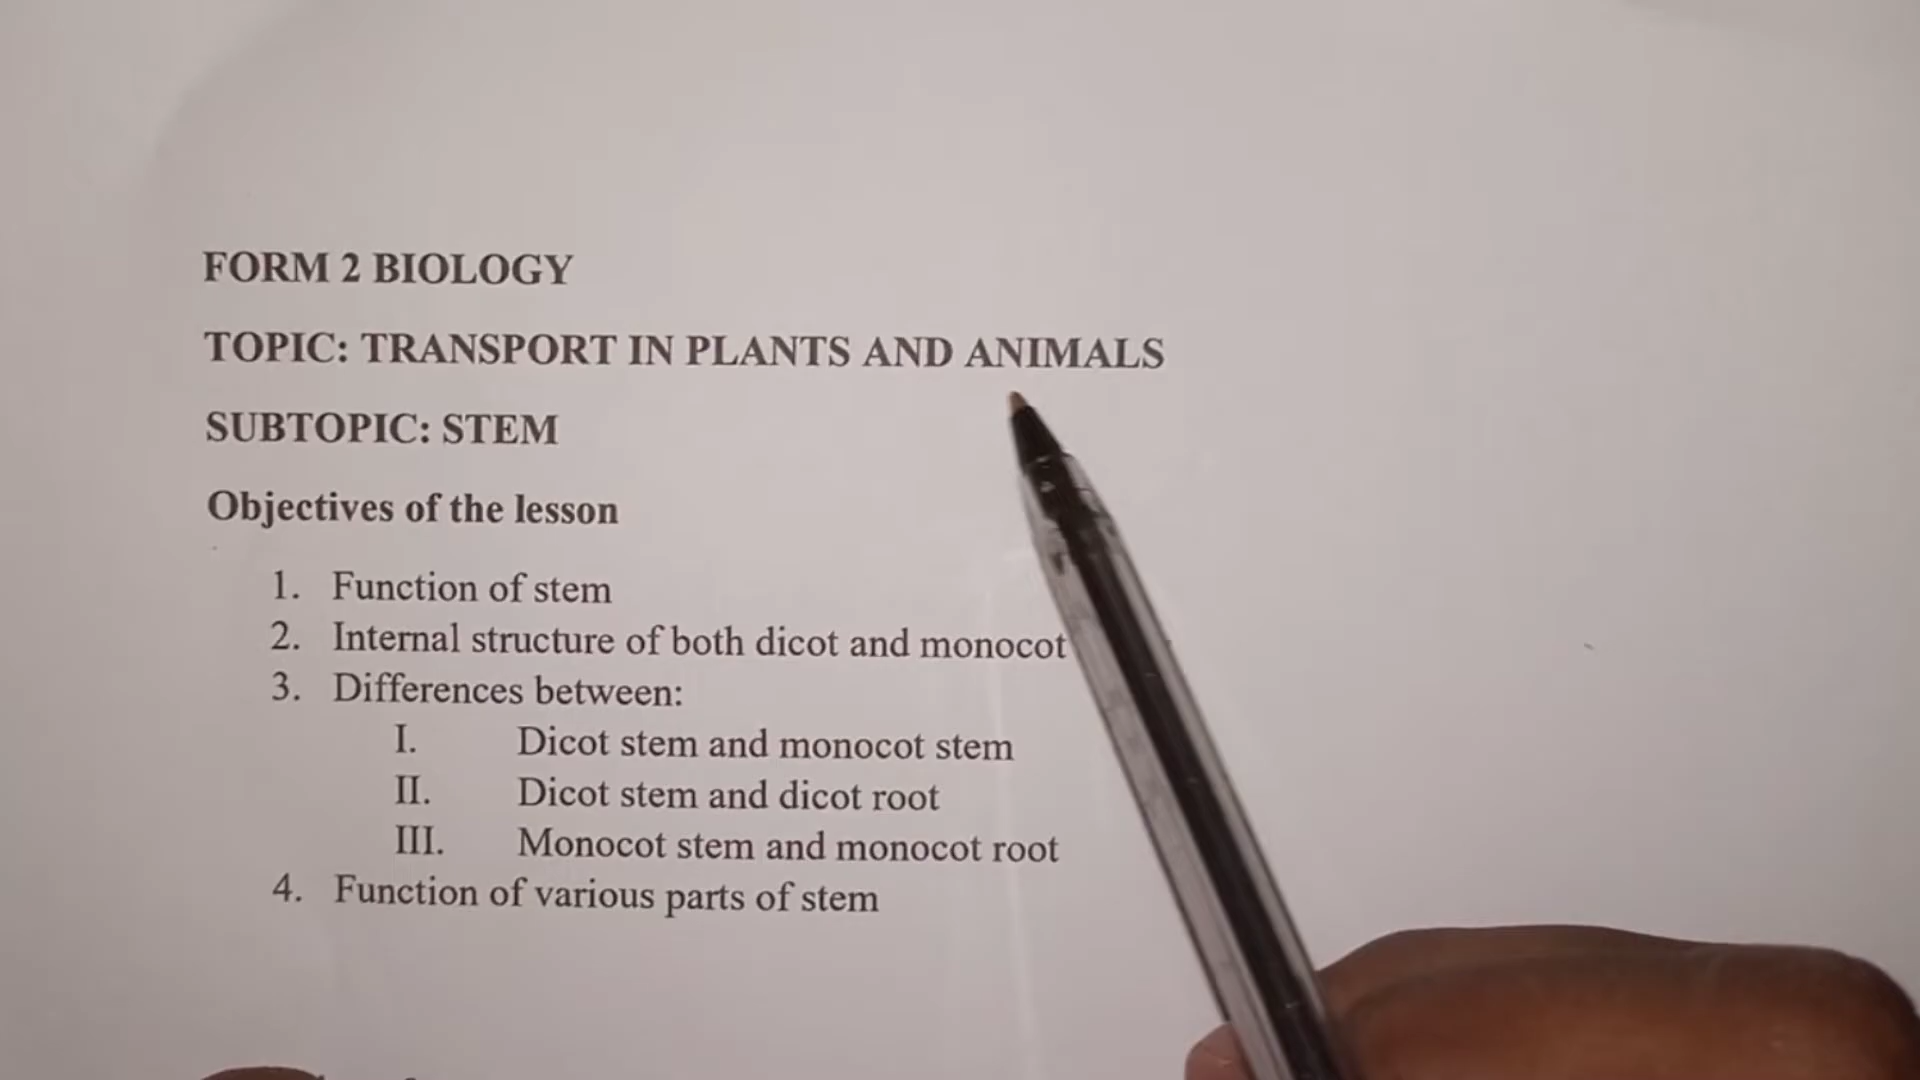 FORM 2 BIOLOGY
TOPIC: TRANSPORT IN PLANTS AND ANIMALS
SUBTOPIC: STEM
Objectives of the lesson
1. Function of stem
2. Internal structure of both dicot and monocot
3. Differences between:
I. Dicot stem and monocot stem
II. Dicot stem and dicot root
III. Monocot stem and monocot root
4. Function of various parts of stem